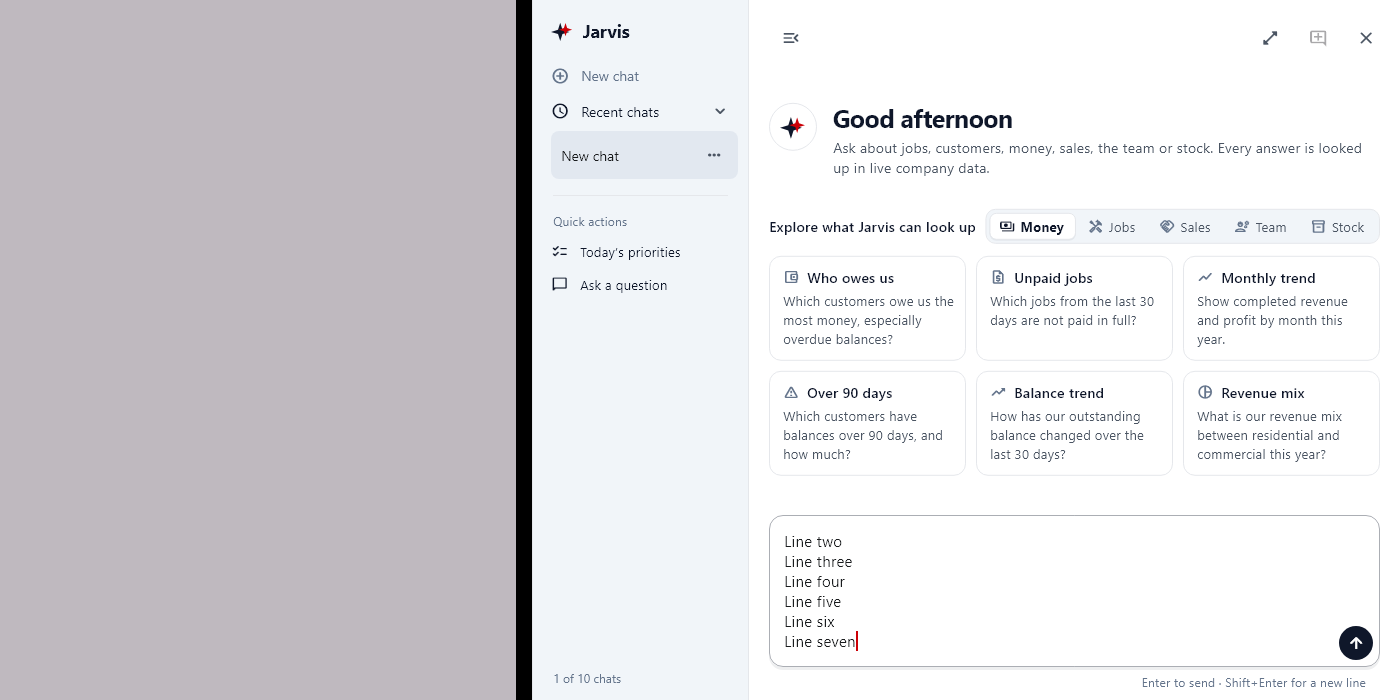 Jarvis
New chat
Recent chats
New chat
Quick actions
Today's priorities
Ask a question
1 of 10 chats
Good afternoon
Ask about jobs, customers, money, sales, the team or stock. Every answer is looked
up in live company data.
Explore what Jarvis can look up
Money
Jobs
Sales
Team
Stock
Who owes us
Which customers owe us the
most money, especially
overdue balances?
Unpaid jobs
Which jobs from the last 30
days are not paid in full?
Monthly trend
Show completed revenue
and profit by month this
year.
Over 90 days
Which customers have
balances over 90 days, and
how much?
Balance trend
How has our outstanding
balance changed over the
last 30 days?
Revenue mix
What is our revenue mix
between residential and
commercial this year?
Line two
Line three
Line four
Line five
Line six
Line seven
Enter to send · Shift+Enter for a new line